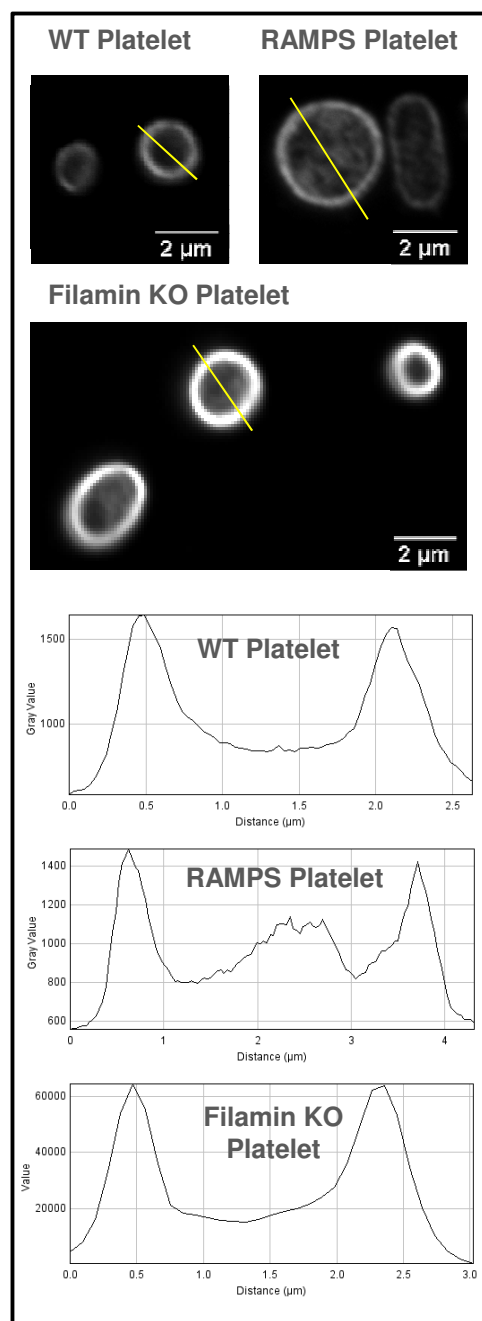 WT Platelet
RAMPS Platelet
2 µm
2 µm
Filamin KO Platelet
2 µm
WT Platelet
1500
1000
Gray Value
0.0 0.5 1.0 1.5 2.0 2.5
Distance (µm)
RAMPS Platelet
1400
1200
1000
800
600
Gray Value
0 1 2 3 4
Distance (µm)
Filamin KO
Platelet
60000
40000
20000
Value
0.0 0.5 1.0 1.5 2.0 2.5 3.0
Distance (µm)